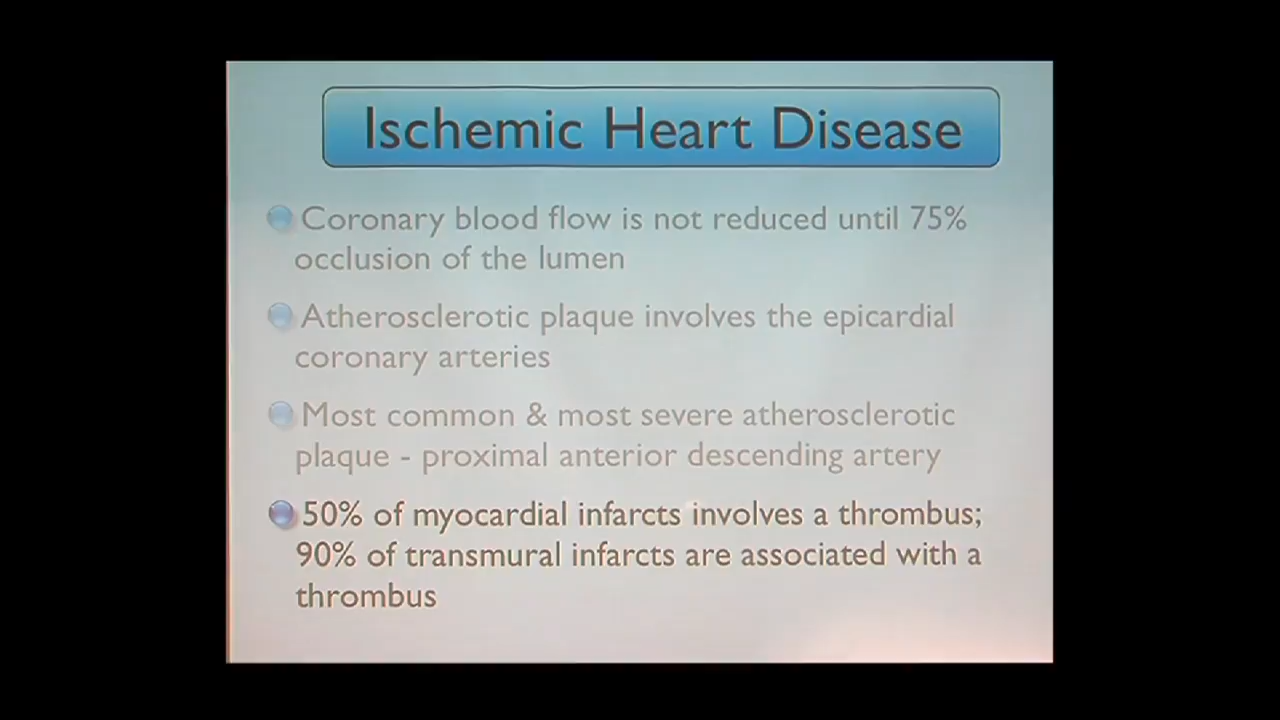 Ischemic Heart Disease
Coronary blood flow is not reduced until 75%
occlusion of the lumen
Atherosclerotic plaque involves the epicardial
coronary arteries
Most common & most severe atherosclerotic
plaque - proximal anterior descending artery
50% of myocardial infarcts involves a thrombus;
90% of transmural infarcts are associated with a
thrombus